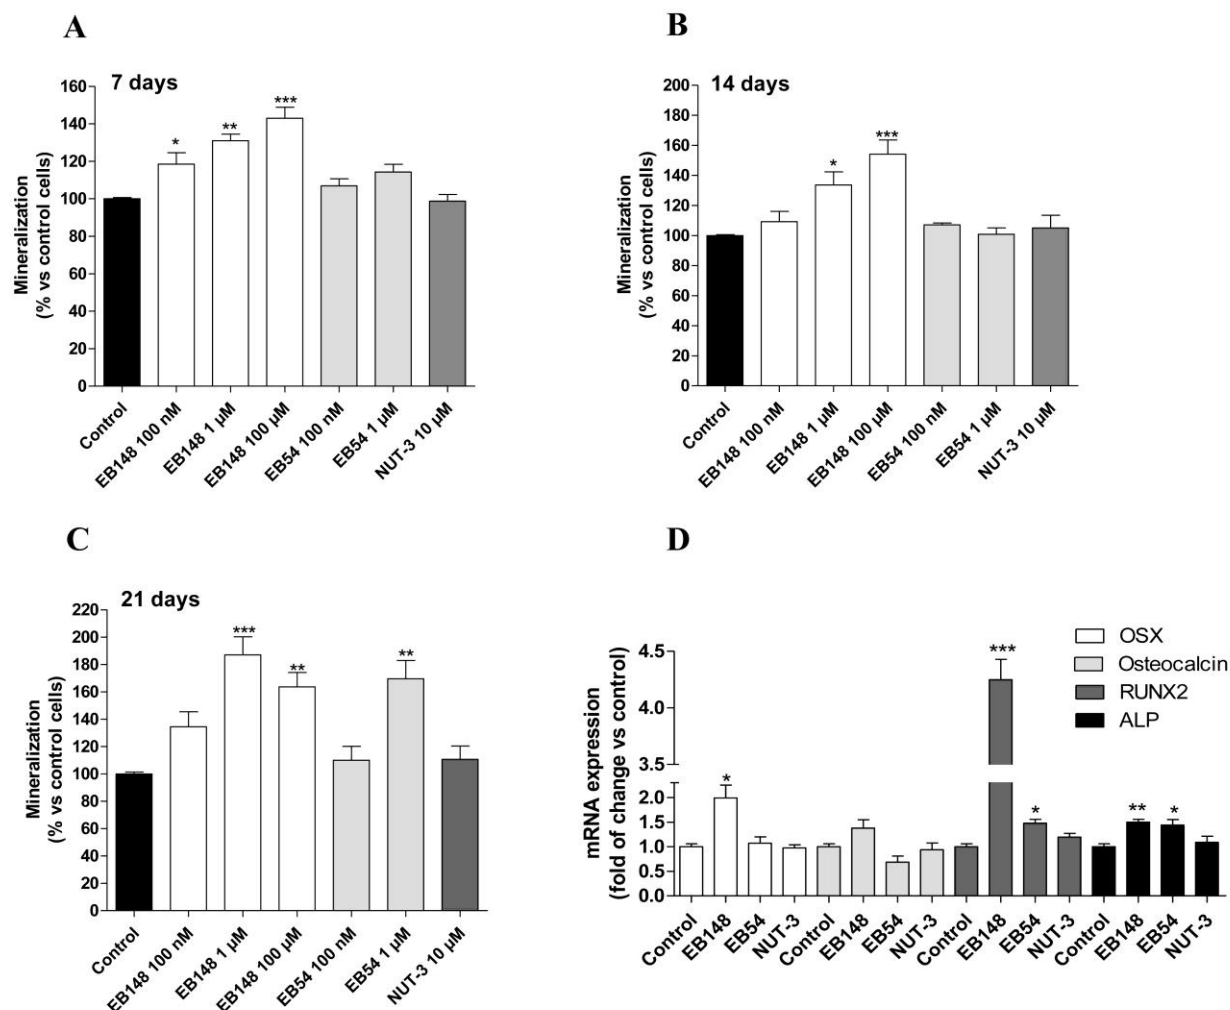 A
7 days
Mineralization
(% vs control cells)
160
140
120
100
80
60
40
20
0
*
**
***
Control
EB148 100 nM
EB148 1 µM
EB148 100 µM
EB54 100 nM
EB54 1 µM
NUT-3 10 µM
B
14 days
Mineralization
(% vs control cells)
200
180
160
140
120
100
80
60
40
20
0
*
***
Control
EB148 100 nM
EB148 1 µM
EB148 100 µM
EB54 100 nM
EB54 1 µM
NUT-3 10 µM
C
21 days
Mineralization
(% vs control cells)
220
200
180
160
140
120
100
80
60
40
20
0
***
**
**
Control
EB148 100 nM
EB148 1 µM
EB148 100 µM
EB54 100 nM
EB54 1 µM
NUT-3 10 µM
D
OSX
Osteocalcin
RUNX2
ALP
mRNA expression
(fold of change vs control)
4.5
4.0
3.5
2.0
1.5
1.0
0.5
0.0
*
***
*
**
*
Control
EB148
EB54
NUT-3
Control
EB148
EB54
NUT-3
Control
EB148
EB54
NUT-3
Control
EB148
EB54
NUT-3